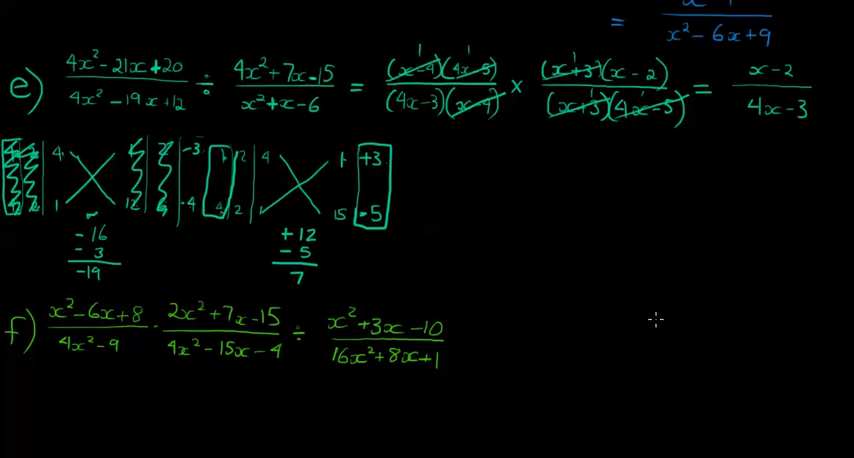 = x - 1 / x² - 6x + 9
e) 4x² - 21x + 20 / 4x² - 19x + 12 ÷ 4x² + 7x - 15 / x² + x - 6 = (x - 4)(4x - 5) / (4x - 3)(x - 4) × (x + 3)(x - 2) / (x + 3)(4x - 5) = x - 2 / 4x - 3
4 -3 1 12 4 1 +3
1 12 -4 2 1 15 -5
-16 +12
-3 -5
-19 7
f) x² - 6x + 8 / 4x² - 9 · 2x² + 7x - 15 / 4x² - 15x - 4 ÷ x² + 3x - 10 / 16x² + 8x + 1